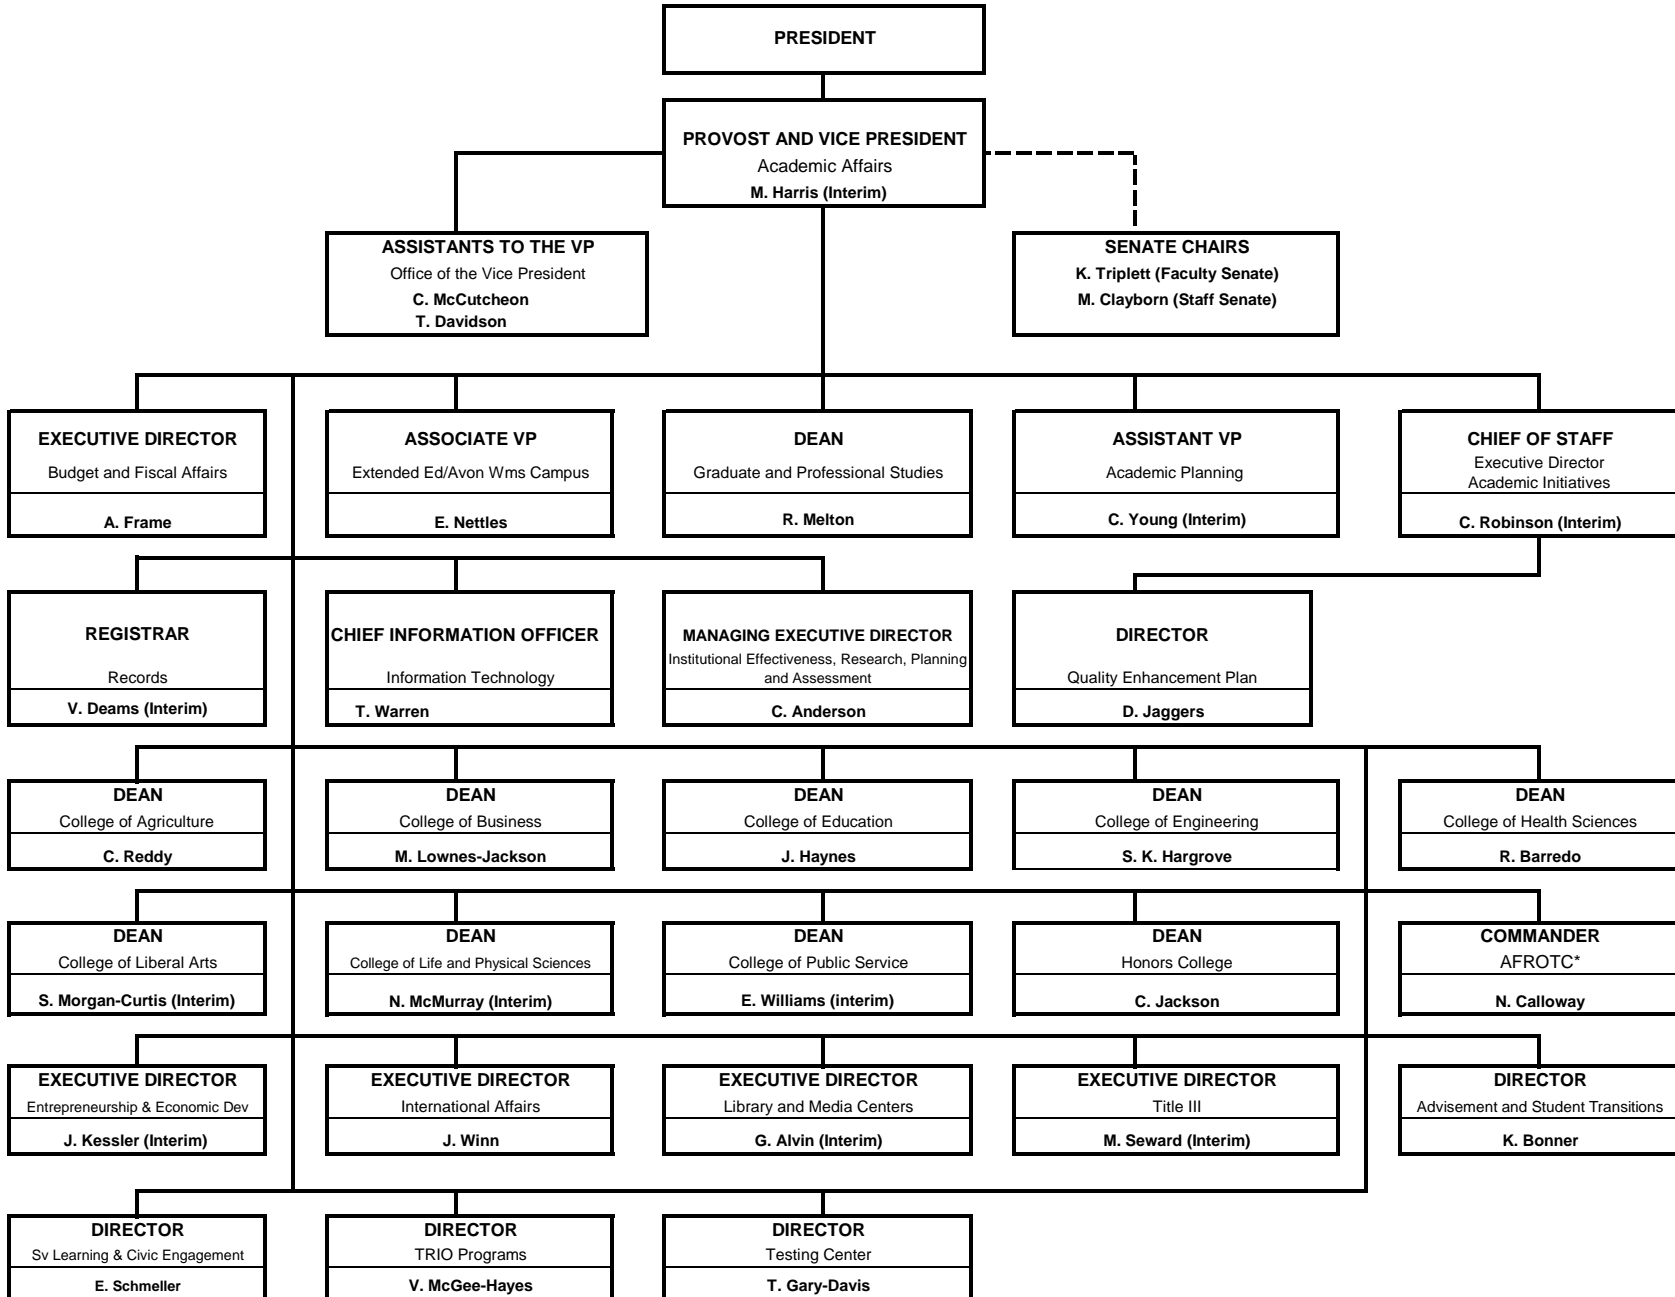 PRESIDENT
PROVOST AND VICE PRESIDENT
Academic Affairs
M. Harris (Interim)
ASSISTANTS TO THE VP
Office of the Vice President
C. McCutcheon
T. Davidson
SENATE CHAIRS
K. Triplett (Faculty Senate)
M. Clayborn (Staff Senate)
EXECUTIVE DIRECTOR
Budget and Fiscal Affairs
A. Frame
ASSOCIATE VP
Extended Ed/Avon Wms Campus
E. Nettles
DEAN
Graduate and Professional Studies
R. Melton
ASSISTANT VP
Academic Planning
C. Young (Interim)
CHIEF OF STAFF
Executive Director
Academic Initiatives
C. Robinson (Interim)
REGISTRAR
Records
V. Deams (Interim)
CHIEF INFORMATION OFFICER
Information Technology
T. Warren
MANAGING EXECUTIVE DIRECTOR
Institutional Effectiveness, Research, Planning
and Assessment
C. Anderson
DIRECTOR
Quality Enhancement Plan
D. Jaggers
DEAN
College of Agriculture
C. Reddy
DEAN
College of Business
M. Lownes-Jackson
DEAN
College of Education
J. Haynes
DEAN
College of Engineering
S. K. Hargrove
DEAN
College of Health Sciences
R. Barredo
DEAN
College of Liberal Arts
S. Morgan-Curtis (Interim)
DEAN
College of Life and Physical Sciences
N. McMurray (Interim)
DEAN
College of Public Service
E. Williams (interim)
DEAN
Honors College
C. Jackson
COMMANDER
AFROTC*
N. Calloway
EXECUTIVE DIRECTOR
Entrepreneurship & Economic Dev
J. Kessler (Interim)
EXECUTIVE DIRECTOR
International Affairs
J. Winn
EXECUTIVE DIRECTOR
Library and Media Centers
G. Alvin (Interim)
EXECUTIVE DIRECTOR
Title III
M. Seward (Interim)
DIRECTOR
Advisement and Student Transitions
K. Bonner
DIRECTOR
Sv Learning & Civic Engagement
E. Schmeller
DIRECTOR
TRIO Programs
V. McGee-Hayes
DIRECTOR
Testing Center
T. Gary-Davis